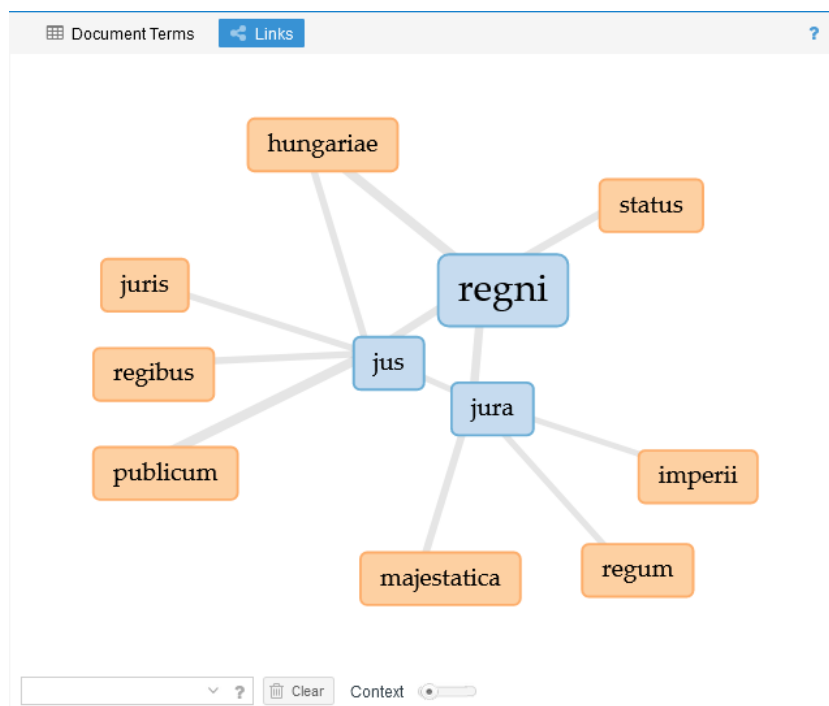 Document Terms Links ?
hungariae
status
regni
juris
jus
regibus
jura
publicum
imperii
majestatica
regum
? Clear Context